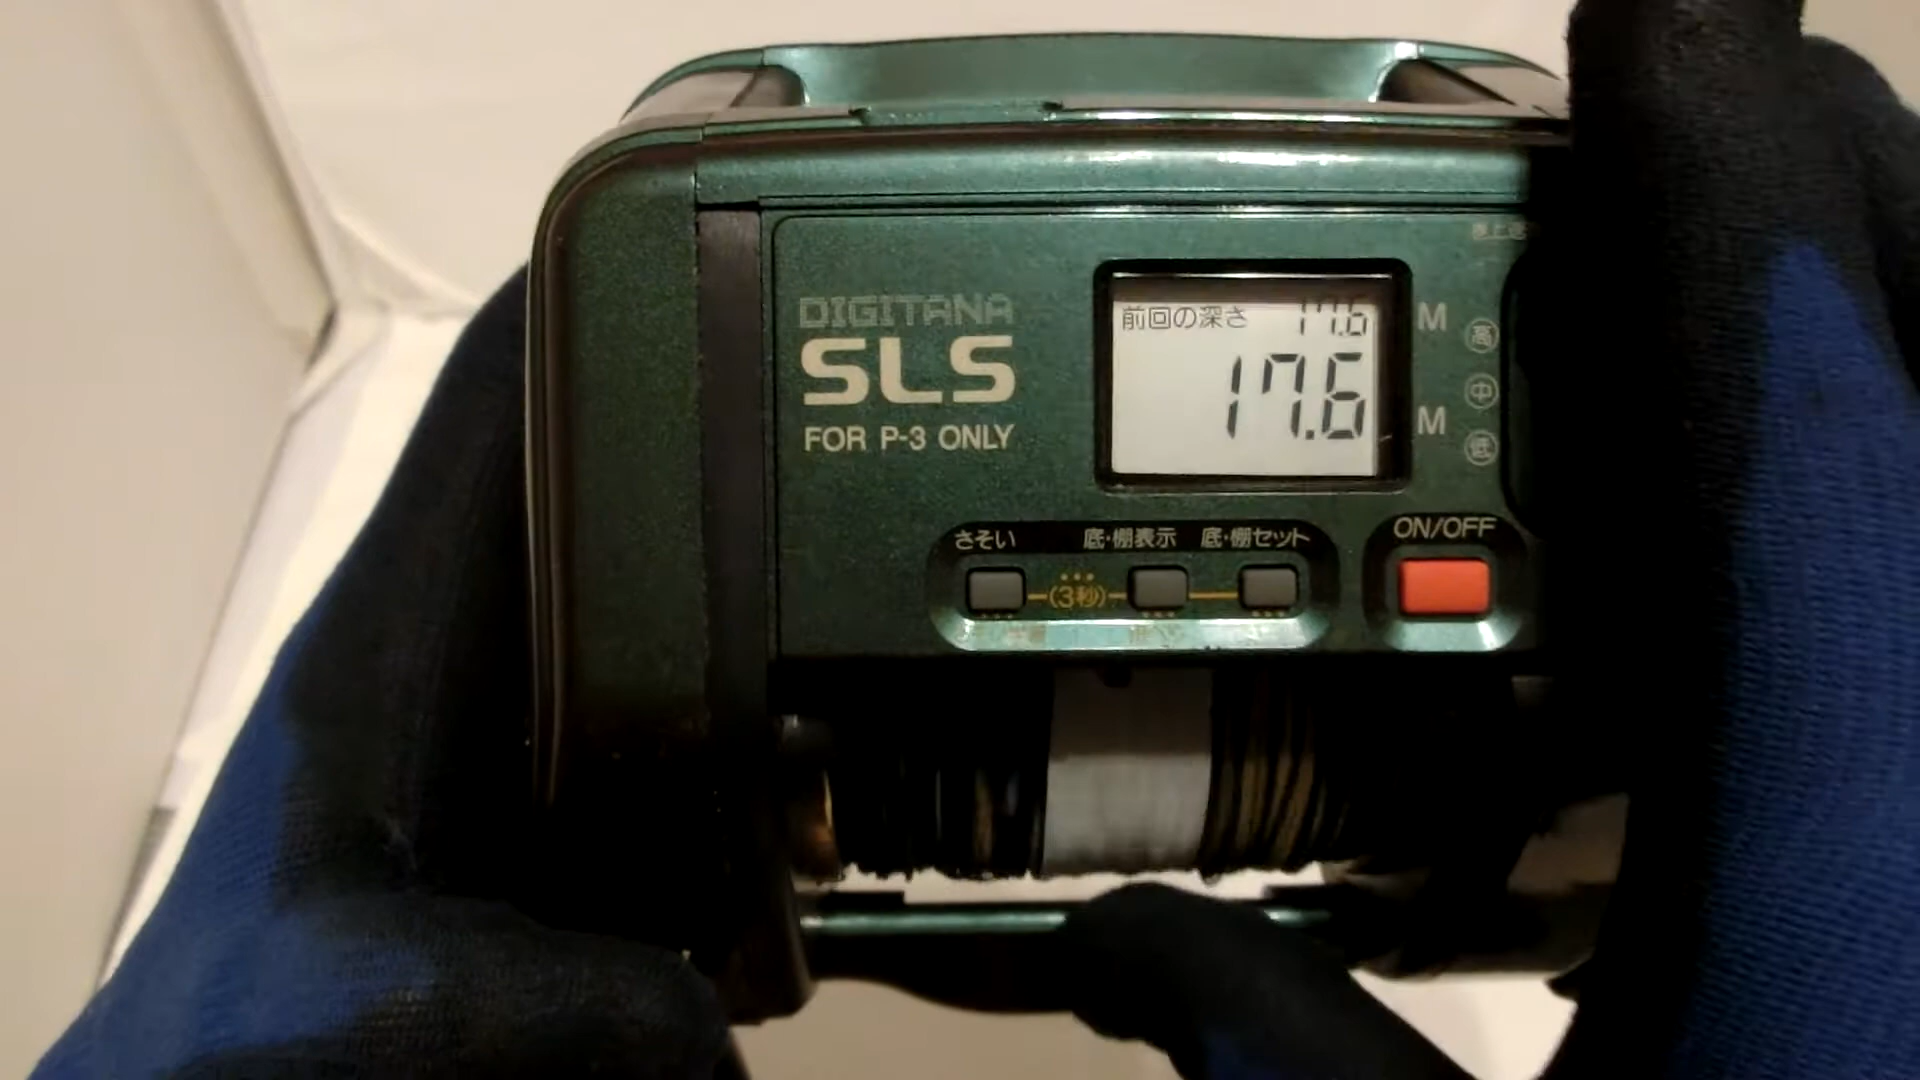 DIGITANA
SLS
FOR P-3 ONLY
前回の深さ 17.6 M
17.6 M
高
中
低
さそい 底・棚表示 底・棚セット
(3秒)
ON/OFF